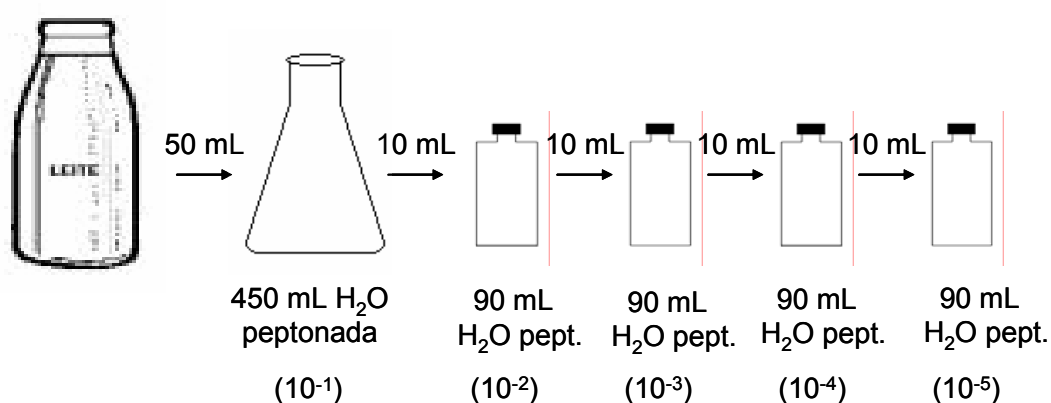 LEITE
50 mL
10 mL
10 mL
10 mL
10 mL
450 mL H₂O
peptonada
(10⁻¹)
90 mL
H₂O pept.
(10⁻²)
90 mL
H₂O pept.
(10⁻³)
90 mL
H₂O pept.
(10⁻⁴)
90 mL
H₂O pept.
(10⁻⁵)